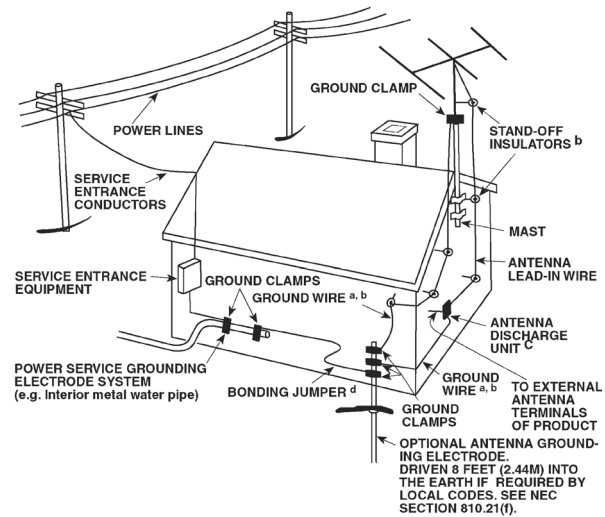 GROUND CLAMP
POWER LINES
STAND-OFF
INSULATORS b
SERVICE
ENTRANCE
CONDUCTORS
MAST
ANTENNA
LEAD-IN WIRE
SERVICE ENTRANCE
EQUIPMENT
GROUND CLAMPS
GROUND WIRE a, b
ANTENNA
DISCHARGE
UNIT C
POWER SERVICE GROUNDING
ELECTRODE SYSTEM
(e.g. Interior metal water pipe)
BONDING JUMPER d
GROUND
WIRE a, b
TO EXTERNAL
ANTENNA
TERMINALS
OF PRODUCT
GROUND
CLAMPS
OPTIONAL ANTENNA GROUND-
ING ELECTRODE.
DRIVEN 8 FEET (2.44M) INTO
THE EARTH IF REQUIRED BY
LOCAL CODES. SEE NEC
SECTION 810.21(f).